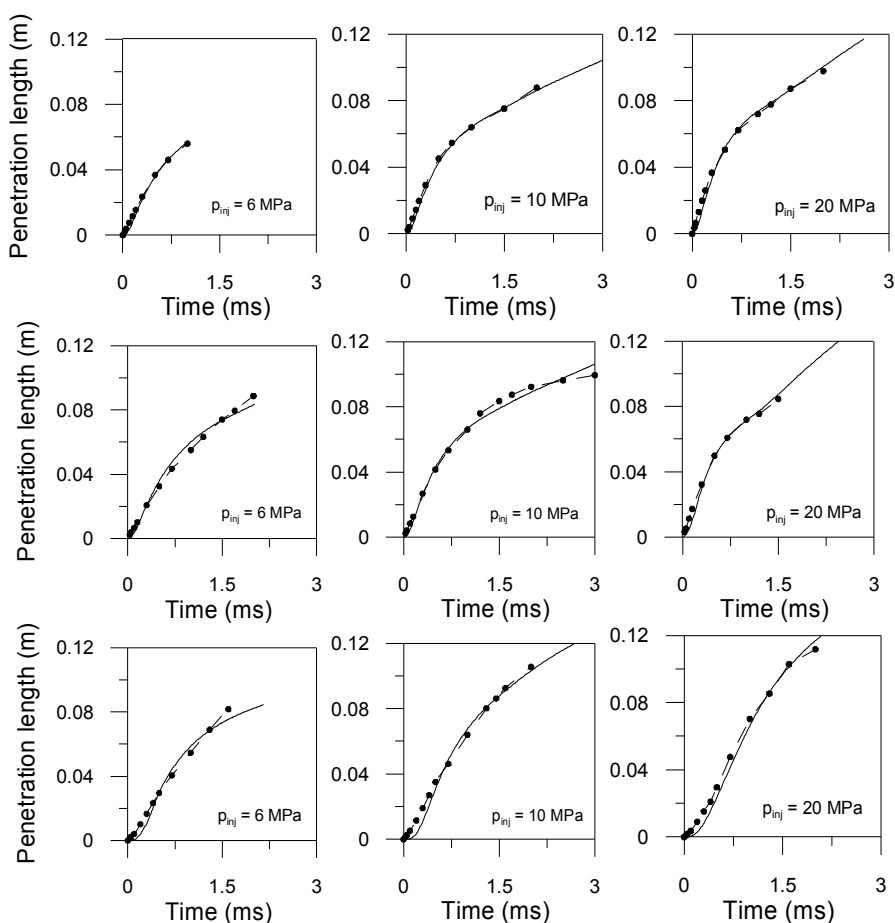 Penetration length (m)
0.12
0.08
0.04
0
p_inj = 6 MPa
0 1.5 3
Time (ms)
0.12
0.08
0.04
0
p_inj = 10 MPa
0 1.5 3
Time (ms)
0.12
0.08
0.04
0
p_inj = 20 MPa
0 1.5 3
Time (ms)
Penetration length (m)
0.12
0.08
0.04
0
p_inj = 6 MPa
0 1.5 3
Time (ms)
0.12
0.08
0.04
0
p_inj = 10 MPa
0 1.5 3
Time (ms)
0.12
0.08
0.04
0
p_inj = 20 MPa
0 1.5 3
Time (ms)
Penetration length (m)
0.12
0.08
0.04
0
p_inj = 6 MPa
0 1.5 3
Time (ms)
0.12
0.08
0.04
0
p_inj = 10 MPa
0 1.5 3
Time (ms)
0.12
0.08
0.04
0
p_inj = 20 MPa
0 1.5 3
Time (ms)